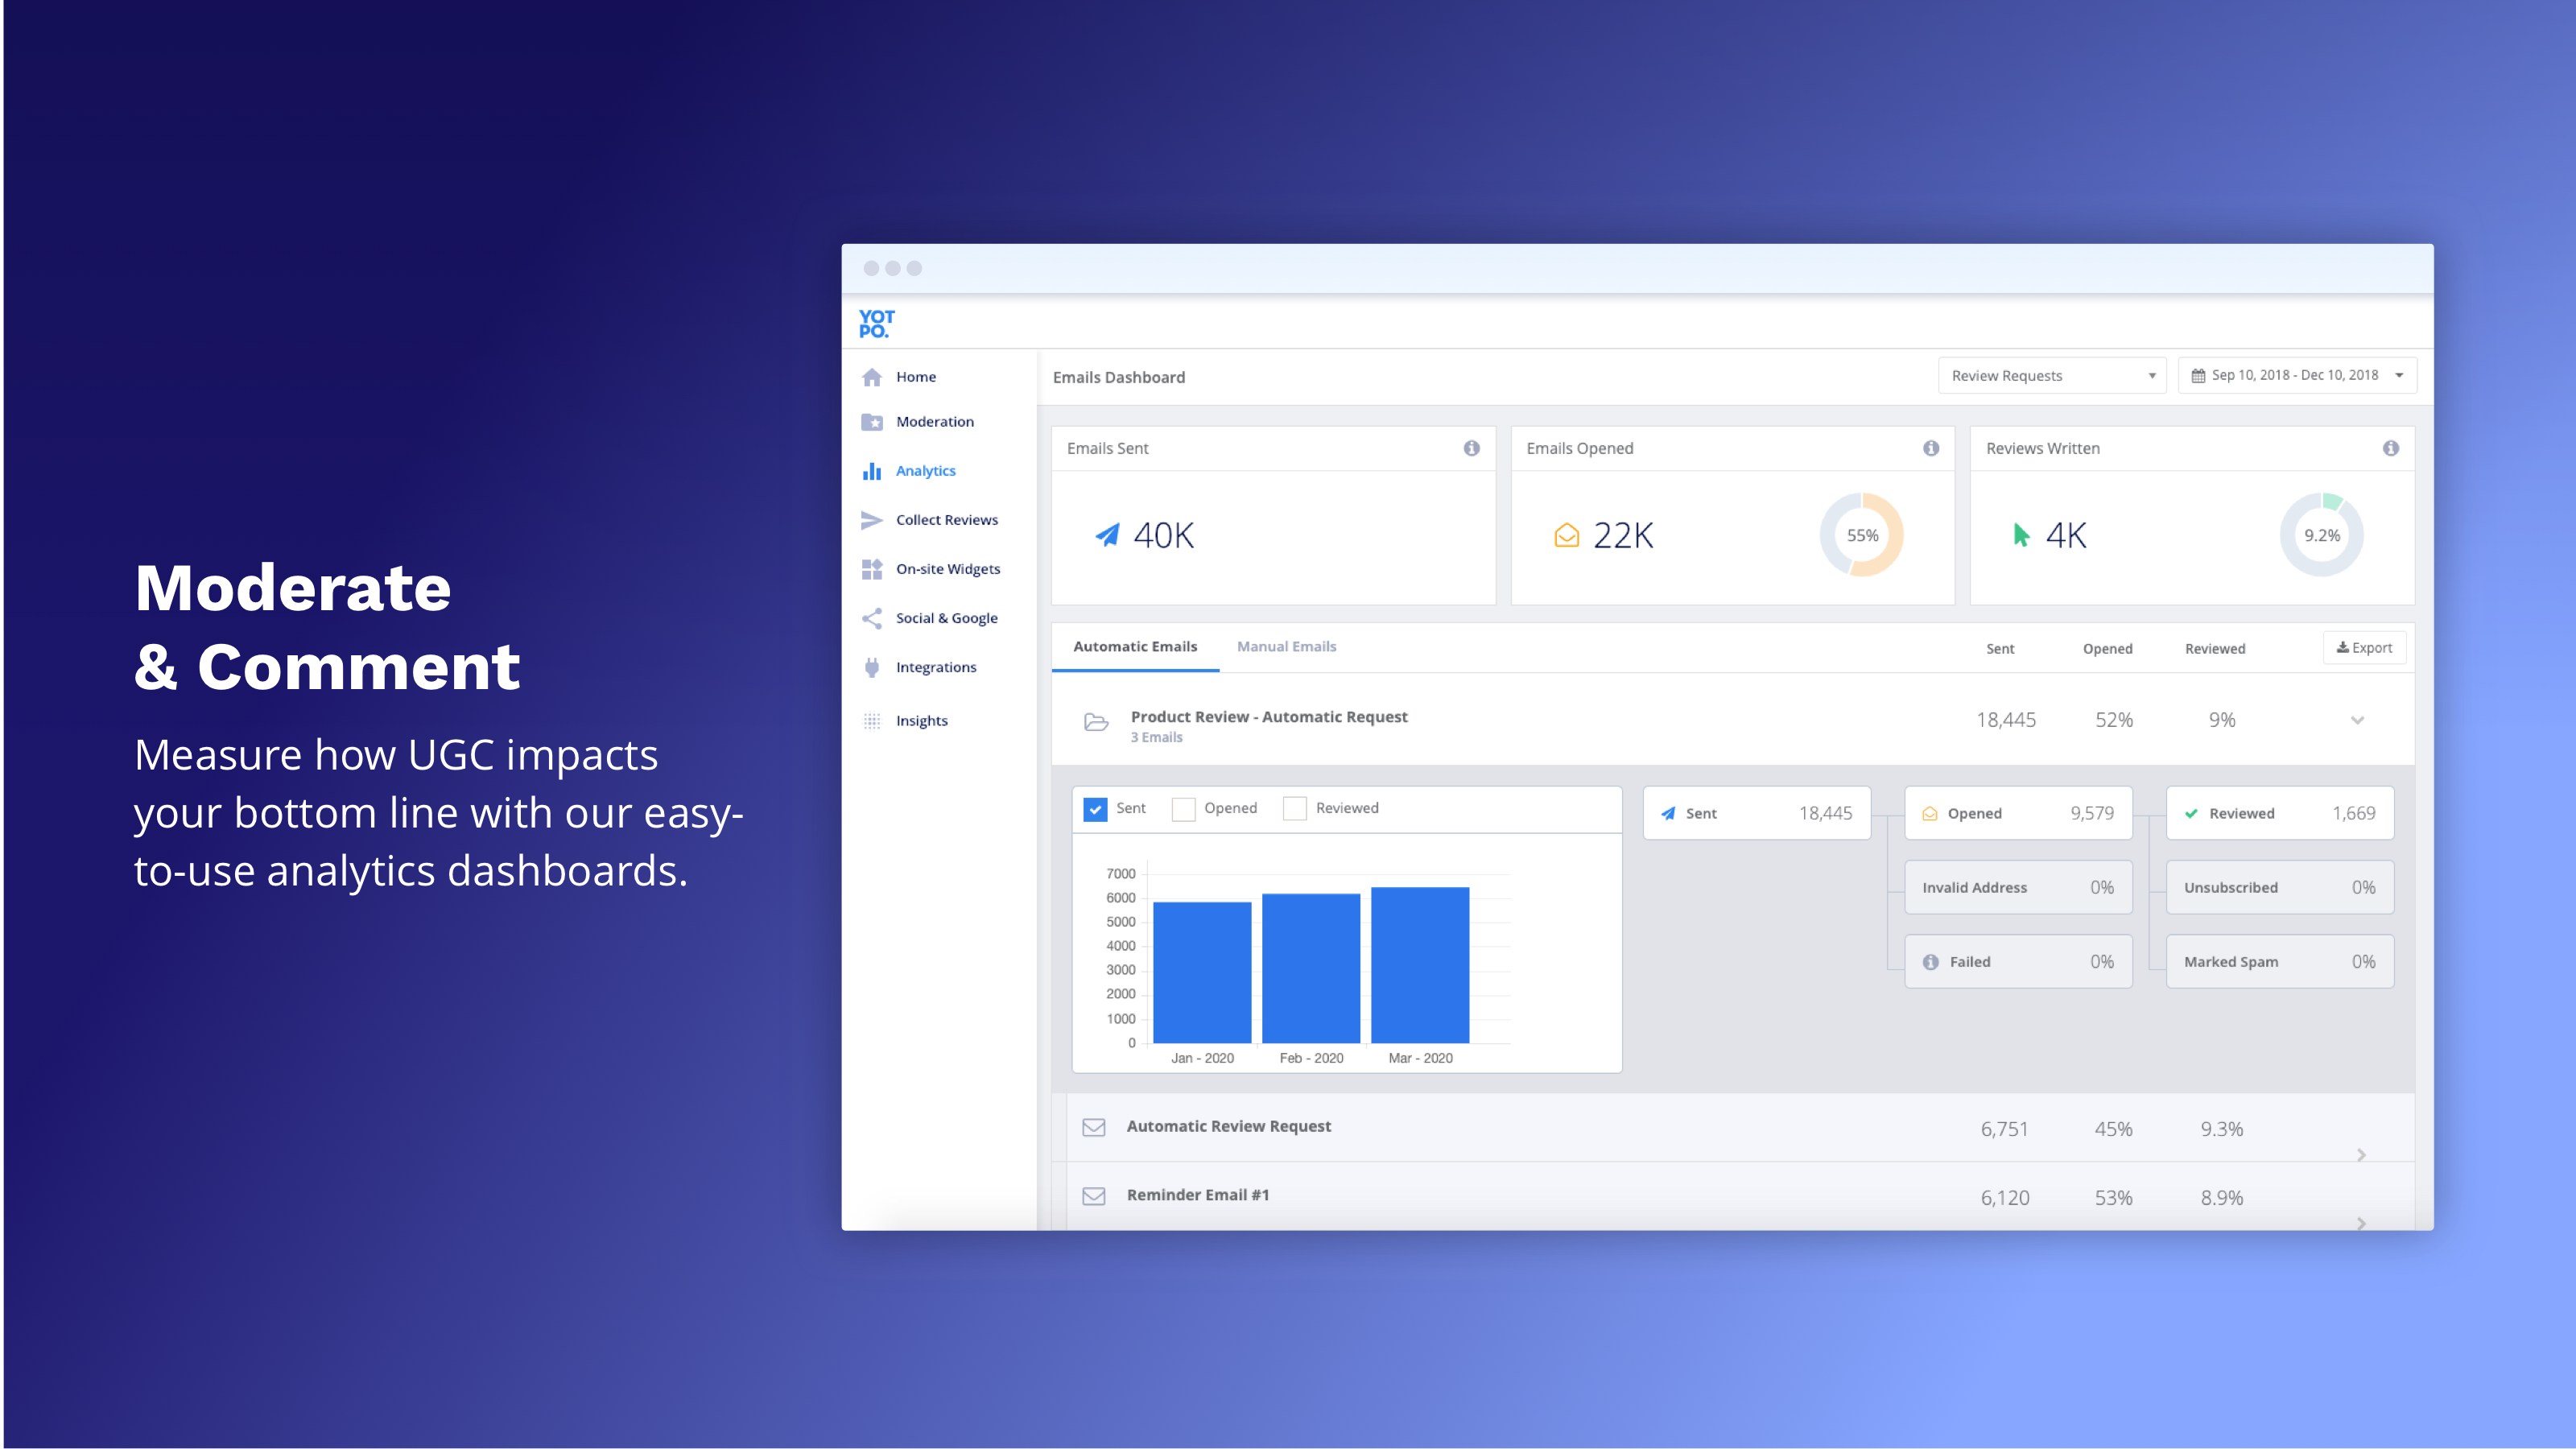 Moderate
& Comment
Measure how UGC impacts
your bottom line with our easy-
to-use analytics dashboards.
YOT
PO.
Home
Moderation
Analytics
Collect Reviews
On-site Widgets
Social & Google
Integrations
Insights
Emails Dashboard
Review Requests
Sep 10, 2018 - Dec 10, 2018
Emails Sent
40K
Emails Opened
22K
55%
Reviews Written
4K
9.2%
Automatic Emails Manual Emails Sent Opened Reviewed Export
Product Review - Automatic Request 18,445 52% 9%
3 Emails
Sent Opened Reviewed
7000
6000
5000
4000
3000
2000
1000
0
Jan - 2020 Feb - 2020 Mar - 2020
Sent 18,445
Opened 9,579
Reviewed 1,669
Invalid Address 0%
Unsubscribed 0%
Failed 0%
Marked Spam 0%
Automatic Review Request 6,751 45% 9.3%
Reminder Email #1 6,120 53% 8.9%